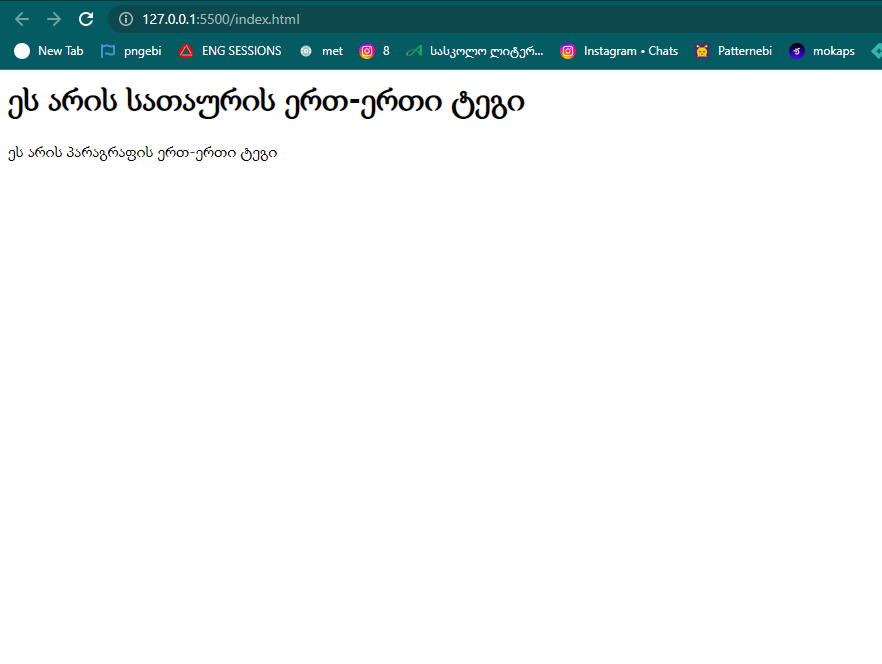 127.0.0.1:5500/index.html
New Tab pngebi ENG SESSIONS met 8 სასკოლო ლიტერ... Instagram • Chats Patternebi mokaps
ეს არის სათაურის ერთ-ერთი ტეგი
ეს არის პარაგრაფის ერთ-ერთი ტეგი